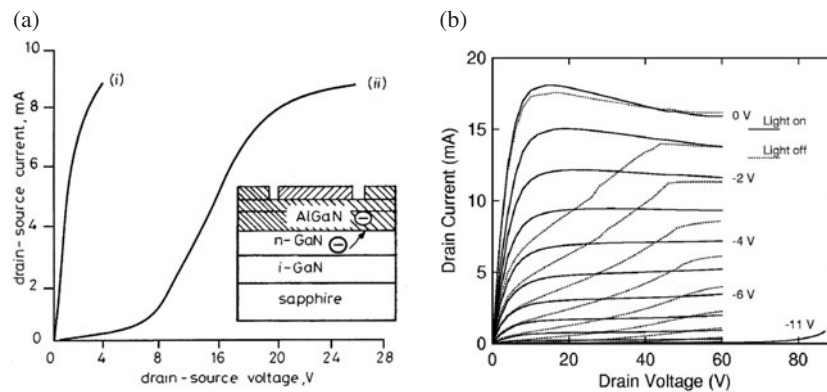 (a)
(b)
drain-source current, mA
10
8
6
4
2
0
0
4
8
12
16
20
24
28
drain-source voltage,V
(i)
(ii)
AlGaN
n-GaN
i-GaN
sapphire
Drain Current (mA)
20
15
10
5
0
0
20
40
60
80
Drain Voltage (V)
0 V
Light on
Light off
-2 V
-4 V
-6 V
-11 V